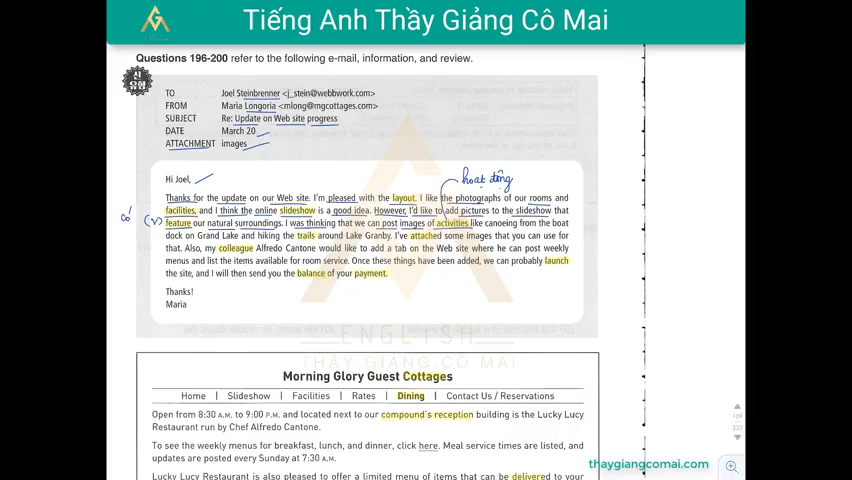 Tiếng Anh Thầy Giảng Cô Mai
Questions 196-200 refer to the following e-mail, information, and review.
TO Joel Steinbrenner <j_stein@webbwork.com>
FROM Maria Longoria <mlong@mgcottages.com>
SUBJECT Re: Update on Web site progress
DATE March 20
ATTACHMENT images
Hi Joel,
hoạt động
Thanks for the update on our Web site. I'm pleased with the layout. I like the photographs of our rooms and
facilities, and I think the online slideshow is a good idea. However, I'd like to add pictures to the slideshow that
có (v) feature our natural surroundings. I was thinking that we can post images of activities like canoeing from the boat
dock on Grand Lake and hiking the trails around Lake Granby. I've attached some images that you can use for
that. Also, my colleague Alfredo Cantone would like to add a tab on the Web site where he can post weekly
menus and list the items available for room service. Once these things have been added, we can probably launch
the site, and I will then send you the balance of your payment.
Thanks!
Maria
ENGLISH
THẦY GIẢNG.CÔ MAI
Morning Glory Guest Cottages
Home | Slideshow | Facilities | Rates | Dining | Contact Us / Reservations
Open from 8:30 A.M. to 9:00 P.M. and located next to our compound's reception building is the Lucky Lucy
Restaurant run by Chef Alfredo Cantone.
To see the weekly menus for breakfast, lunch, and dinner, click here. Meal service times are listed, and
updates are posted every Sunday at 7:30 A.M.
Lucky Lucy Restaurant is also pleased to offer a limited menu of items that can be delivered to your
thaygiangcomai.com